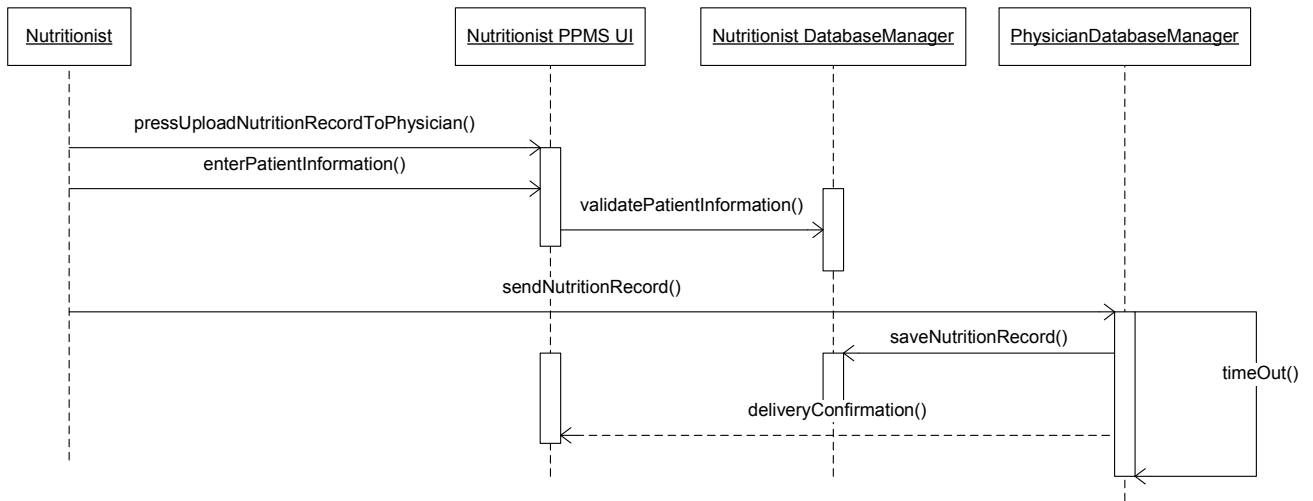 Nutritionist
Nutritionist PPMS UI
Nutritionist DatabaseManager
PhysicianDatabaseManager
pressUploadNutritionRecordToPhysician()
enterPatientInformation()
validatePatientInformation()
sendNutritionRecord()
saveNutritionRecord()
timeOut()
deliveryConfirmation()